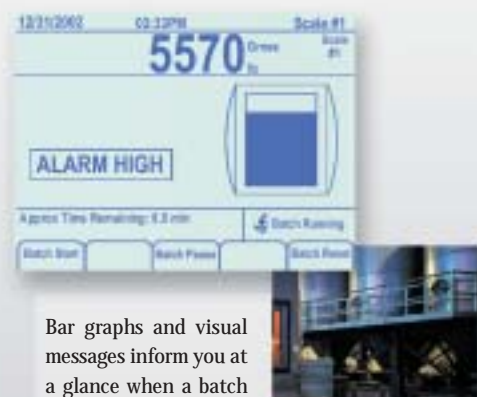 12/31/2002 03:33PM Scale #1
5570 Gross Scale
lb #1
ALARM HIGH
Approx Time Remaining: 6.0 min Batch Running
Batch Start Batch Pause Batch Reset
Bar graphs and visual
messages inform you at
a glance when a batch